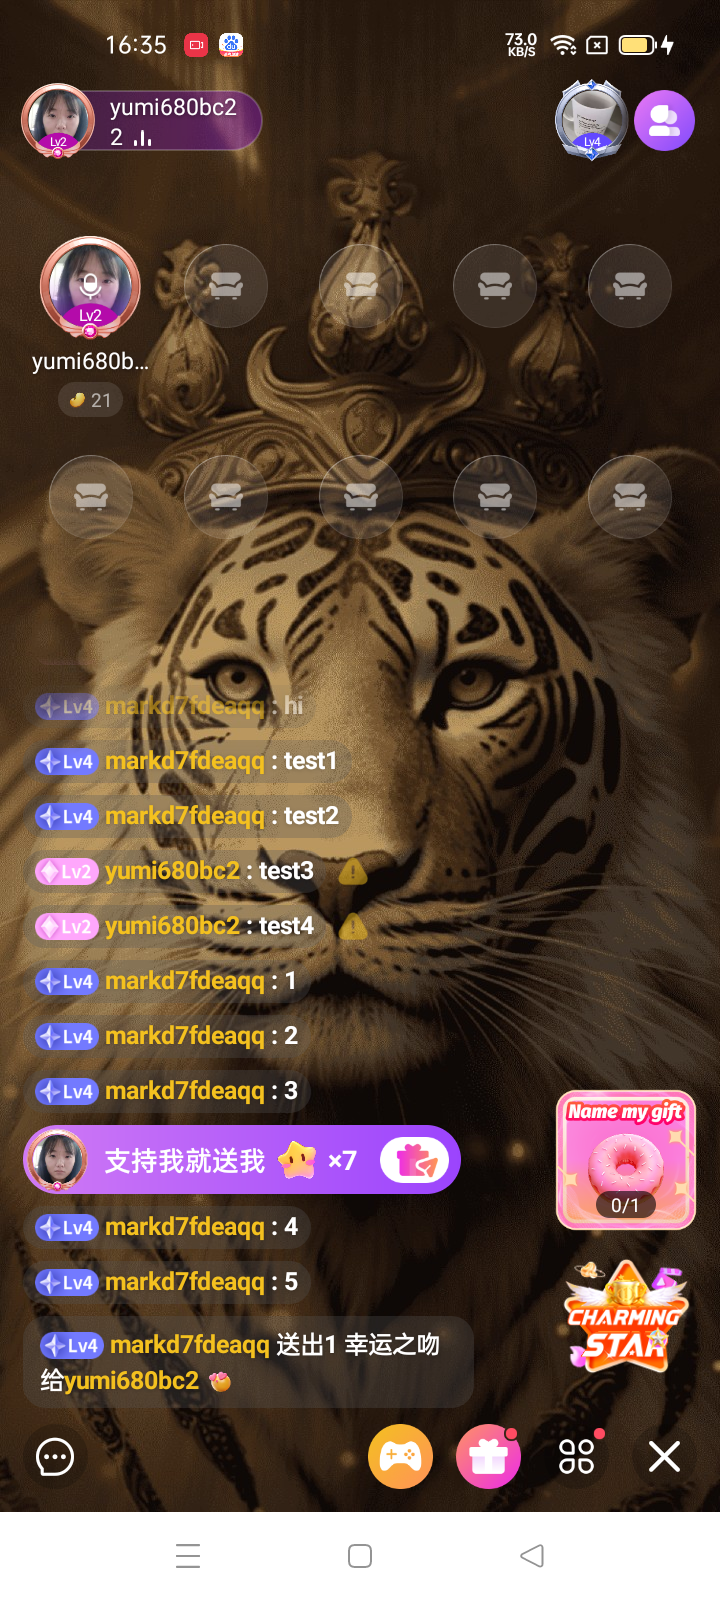 16:35
73.0
KB/S
yumi680bc2
2
Lv2
Lv4
Lv2
yumi680b...
21
Lv4 markd7fdeaqq : hi
Lv4 markd7fdeaqq : test1
Lv4 markd7fdeaqq : test2
Lv2 yumi680bc2 : test3
Lv2 yumi680bc2 : test4
Lv4 markd7fdeaqq : 1
Lv4 markd7fdeaqq : 2
Lv4 markd7fdeaqq : 3
支持我就送我 ×7
Name my gift
0/1
Lv4 markd7fdeaqq : 4
Lv4 markd7fdeaqq : 5
CHARMING
STAR
Lv4 markd7fdeaqq 送出1 幸运之吻
给yumi680bc2